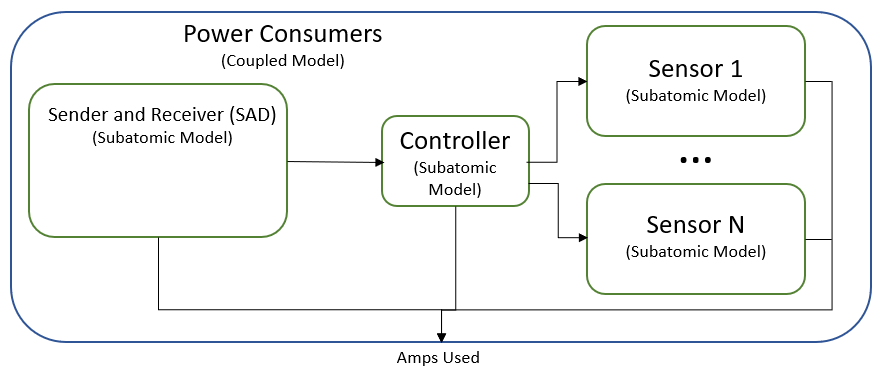 Power Consumers
(Coupled Model)
Sender and Receiver (SAD)
(Subatomic Model)
Controller
(Subatomic
Model)
Sensor 1
(Subatomic Model)
...
Sensor N
(Subatomic Model)
Amps Used